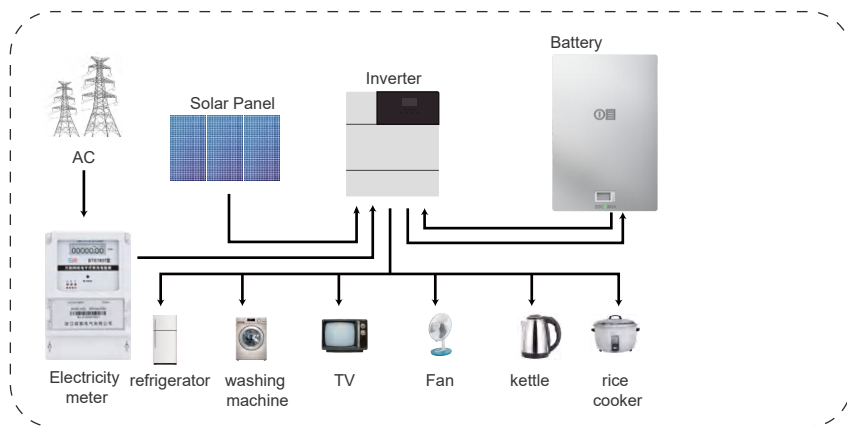 Battery
Inverter
Solar Panel
AC
00000.00
Electricity
meter
refrigerator
washing
machine
TV
Fan
kettle
rice
cooker